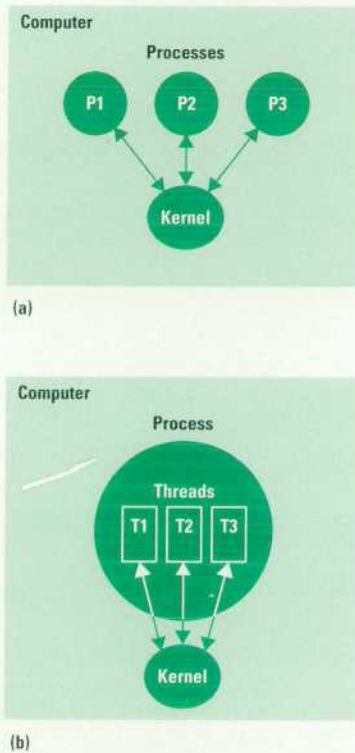 Computer
Processes
P1 P2 P3
Kernel
(a)
Computer
Process
Threads
T1 T2 T3
Kernel
(b)